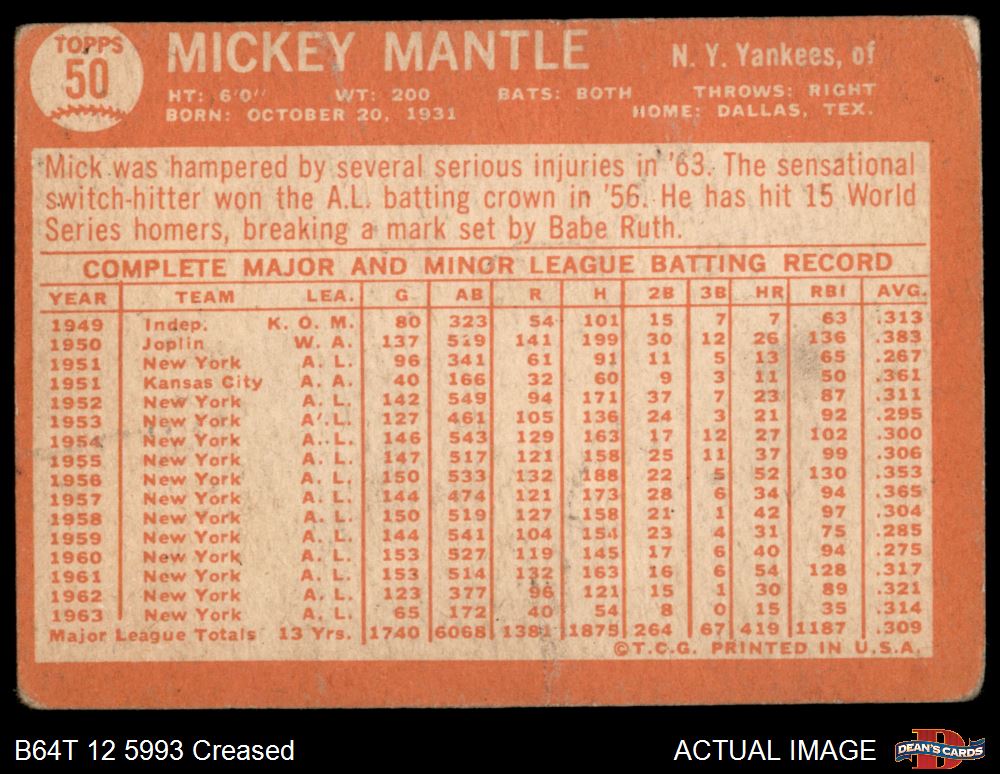 TOPPS
50
MICKEY MANTLE
N. Y. Yankees, of
HT: 6'0" WT: 200 BATS: BOTH THROWS: RIGHT
BORN: OCTOBER 20, 1931 HOME: DALLAS, TEX.
Mick was hampered by several serious injuries in '63. The sensational
switch-hitter won the A.L. batting crown in '56. He has hit 15 World
Series homers, breaking a mark set by Babe Ruth.
COMPLETE MAJOR AND MINOR LEAGUE BATTING RECORD
YEAR TEAM LEA. G AB R H 2B 3B HR RBI AVG.
1949 Indep. K. O. M. 80 323 54 101 15 7 7 63 .313
1950 Joplin W. A. 137 519 141 199 30 12 26 136 .383
1951 New York A. L. 96 341 61 91 11 5 13 65 .267
1951 Kansas City A. A. 40 166 32 60 9 3 11 50 .361
1952 New York A. L. 142 549 94 171 37 7 23 87 .311
1953 New York A. L. 127 461 105 136 24 3 21 92 .295
1954 New York A. L. 146 543 129 163 17 12 27 102 .300
1955 New York A. L. 147 517 121 158 25 11 37 99 .306
1956 New York A. L. 150 533 132 188 22 5 52 130 .353
1957 New York A. L. 144 474 121 173 28 6 34 94 .365
1958 New York A. L. 150 519 127 158 21 1 42 97 .304
1959 New York A. L. 144 541 104 154 23 4 31 75 .285
1960 New York A. L. 153 527 119 145 17 6 40 94 .275
1961 New York A. L. 153 514 132 163 16 6 54 128 .317
1962 New York A. L. 123 377 96 121 15 1 30 89 .321
1963 New York A. L. 65 172 40 54 8 0 15 35 .314
Major League Totals 13 Yrs. 1740 6068 1381 1875 264 67 419 1187 .309
©T.C.G. PRINTED IN U.S.A.
B64T 12 5993 Creased
ACTUAL IMAGE
D
DEAN'S CARDS